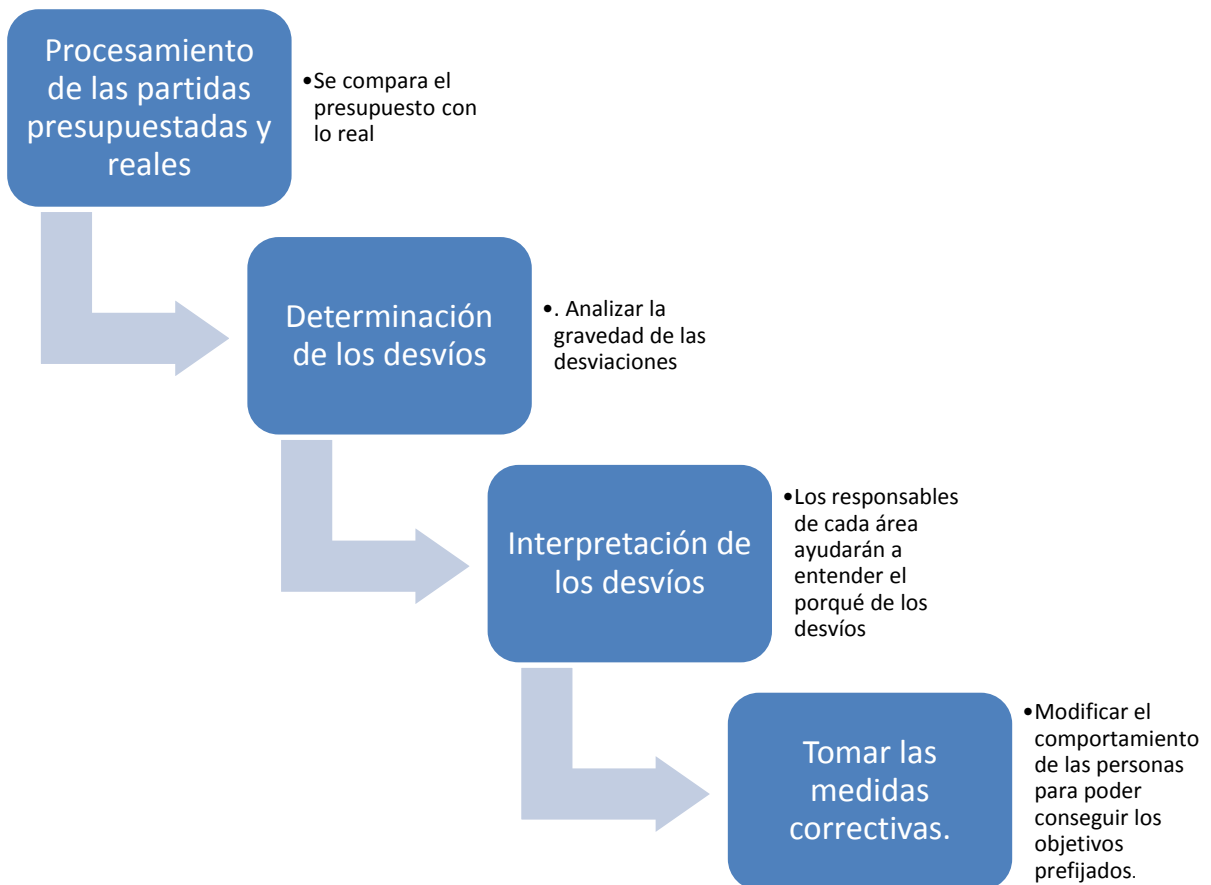 Procesamiento
de las partidas
presupuestadas y
reales
•Se compara el
presupuesto con
lo real
Determinación
de los desvíos
•. Analizar la
gravedad de las
desviaciones
Interpretación de
los desvíos
•Los responsables
de cada área
ayudarán a
entender el
porqué de los
desvíos
Tomar las
medidas
correctivas.
•Modificar el
comportamiento
de las personas
para poder
conseguir los
objetivos
prefijados.